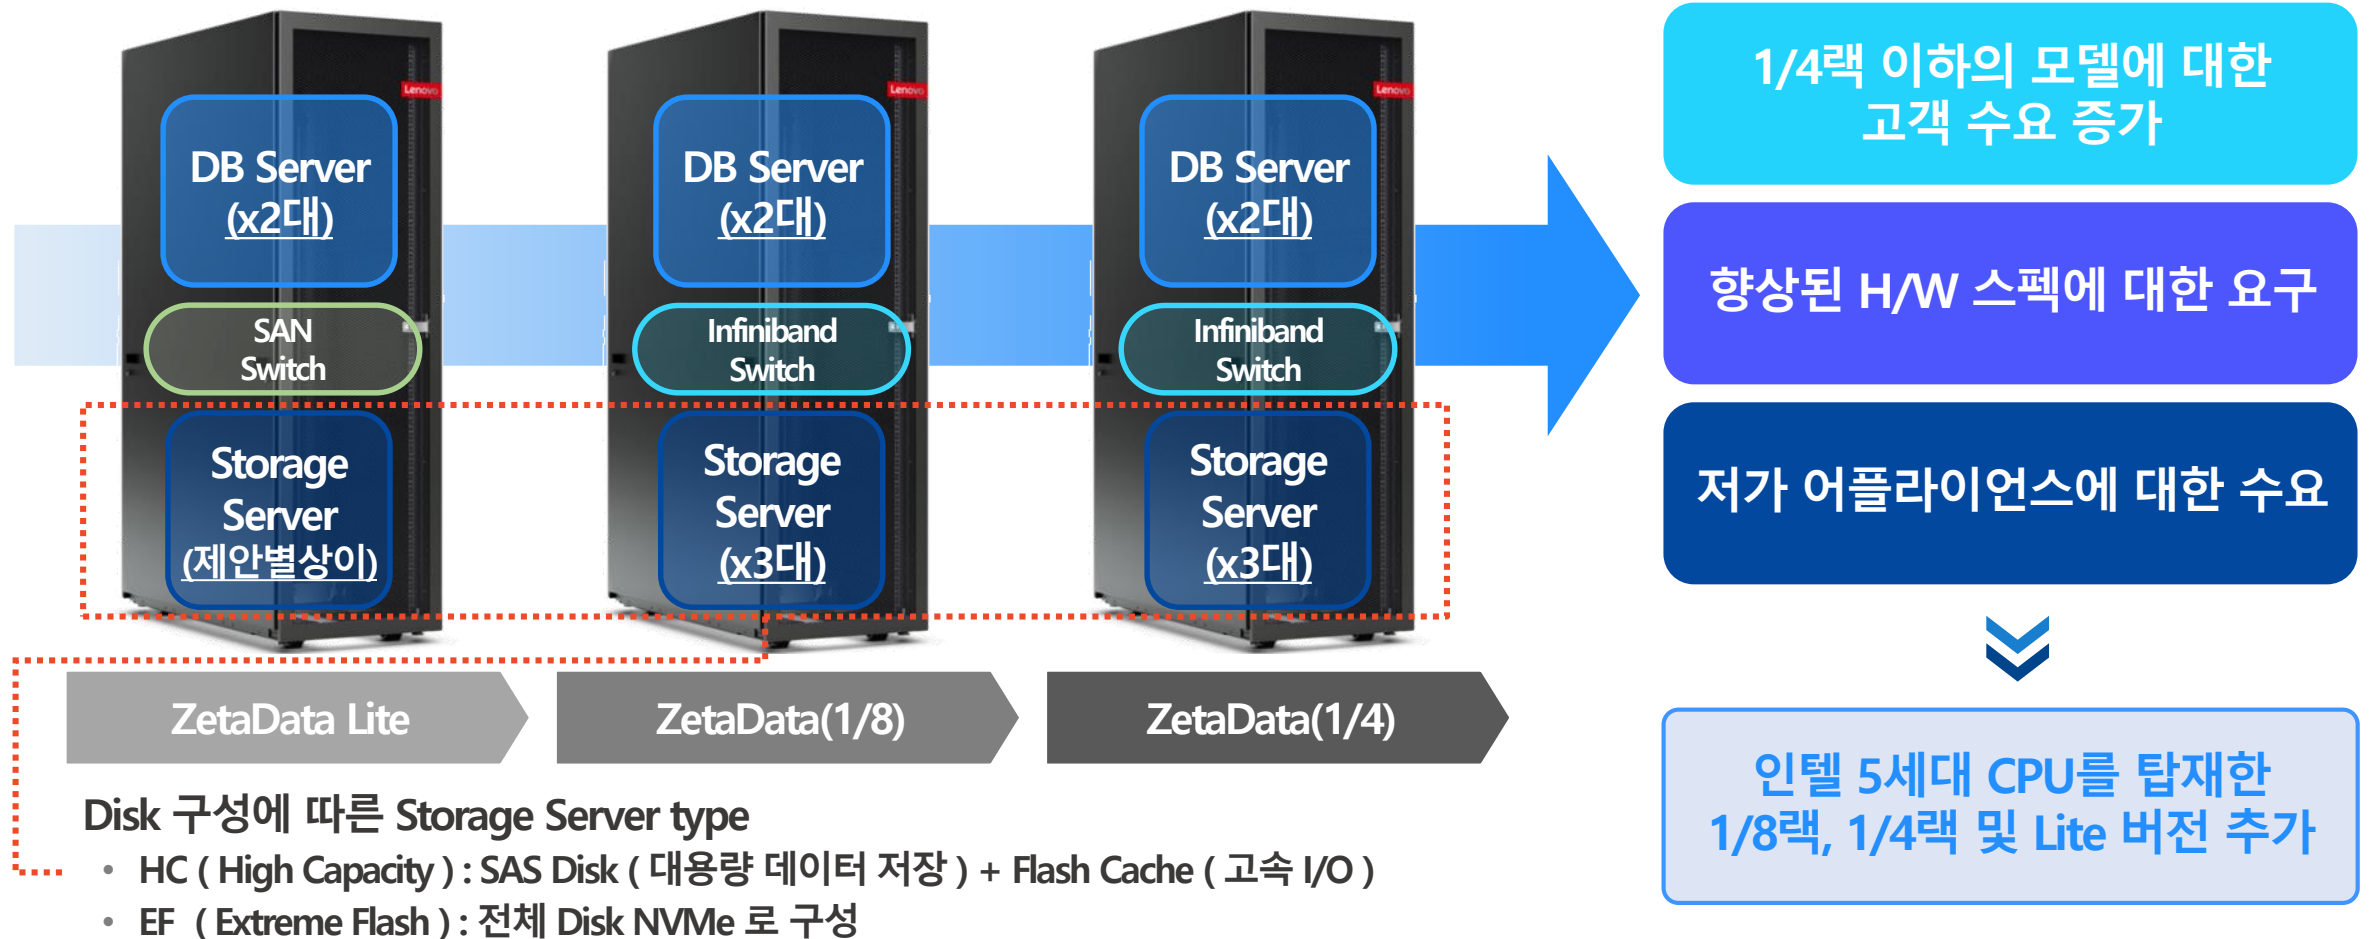 Lenovo
DB Server
(x2대)
SAN
Switch
Storage
Server
(제안별상이)
ZetaData Lite
Lenovo
DB Server
(x2대)
Infiniband
Switch
Storage
Server
(x3대)
ZetaData(1/8)
Lenovo
DB Server
(x2대)
Infiniband
Switch
Storage
Server
(x3대)
ZetaData(1/4)
Disk 구성에 따른 Storage Server type
• HC ( High Capacity ) : SAS Disk ( 대용량 데이터 저장 ) + Flash Cache ( 고속 I/O )
• EF ( Extreme Flash ) : 전체 Disk NVMe 로 구성
1/4랙 이하의 모델에 대한
고객 수요 증가
향상된 H/W 스펙에 대한 요구
저가 어플라이언스에 대한 수요
인텔 5세대 CPU를 탑재한
1/8랙, 1/4랙 및 Lite 버전 추가